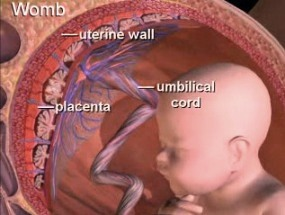 Womb
uterine wall
umbilical
cord
placenta